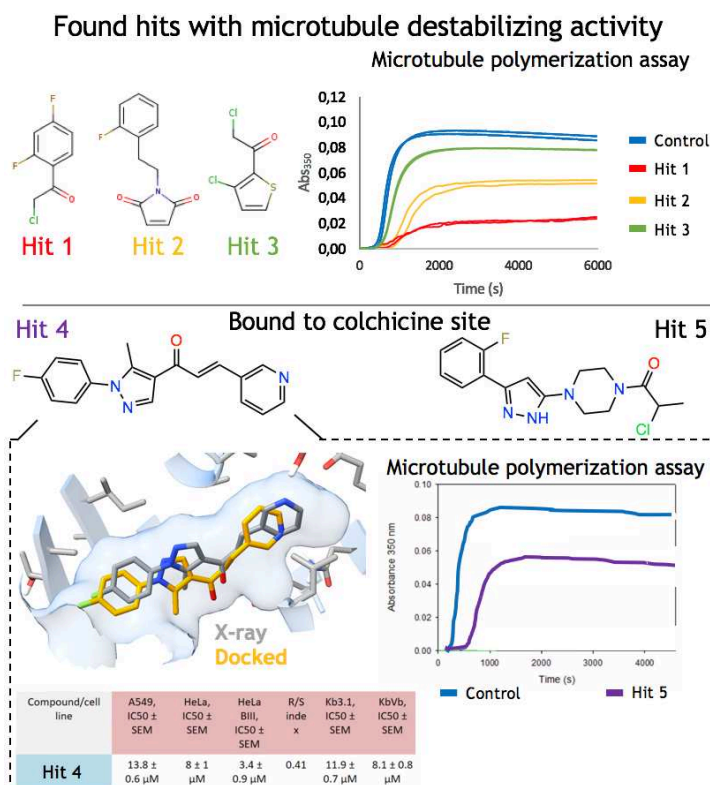 Found hits with microtubule destabilizing activity
Microtubule polymerization assay
F
F
O
Cl
Hit 1
F
N
O
O
Hit 2
Cl
O
Cl
S
Hit 3
Abs350
0,12
0,10
0,08
0,06
0,04
0,02
0,00
0
2000
4000
6000
Time (s)
Control
Hit 1
Hit 2
Hit 3
Hit 4
Bound to colchicine site
Hit 5
F
N
N
O
N
F
N
NH
N
N
O
Cl
X-ray
Docked
Microtubule polymerization assay
Absorbance 350 nm
0.10
0.08
0.06
0.04
0.02
0.00
0
1000
2000
3000
4000
Time (s)
Control
Hit 5
Compound/cell line
A549, IC50 ± SEM
HeLa, IC50 ± SEM
HeLa BIII, IC50 ± SEM
R/S inde x
Kb3.1, IC50 ± SEM
KbVb, IC50 ± SEM
Hit 4
13.8 ± 0.6 µM
8 ± 1 µM
3.4 ± 0.9 µM
0.41
11.9 ± 0.7 µM
8.1 ± 0.8 µM